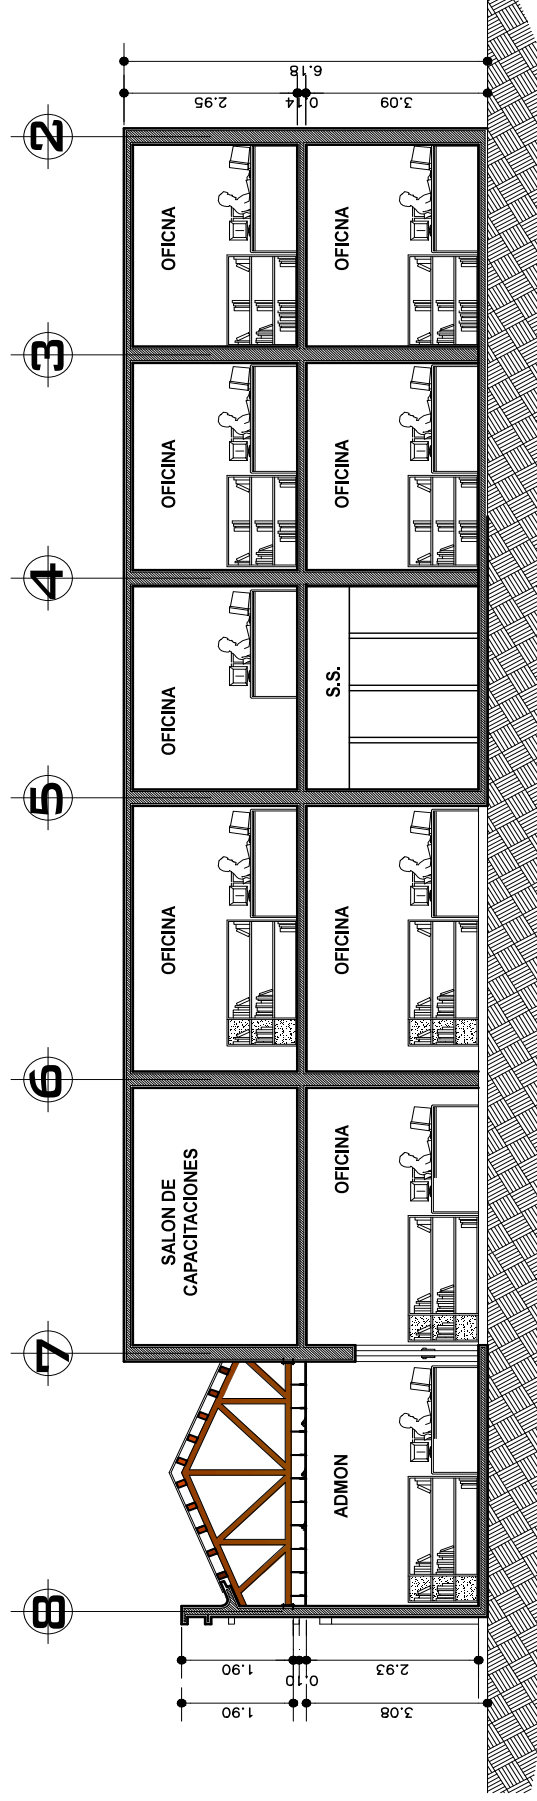 2
3
4
5
6
7
8
6.18
2.95
0.14
3.09
OFICNA
OFICNA
OFICINA
OFICINA
OFICINA
S.S.
OFICINA
OFICINA
SALON DE
CAPACITACIONES
OFICINA
ADMON
1.90
0.10
2.93
1.90
3.08